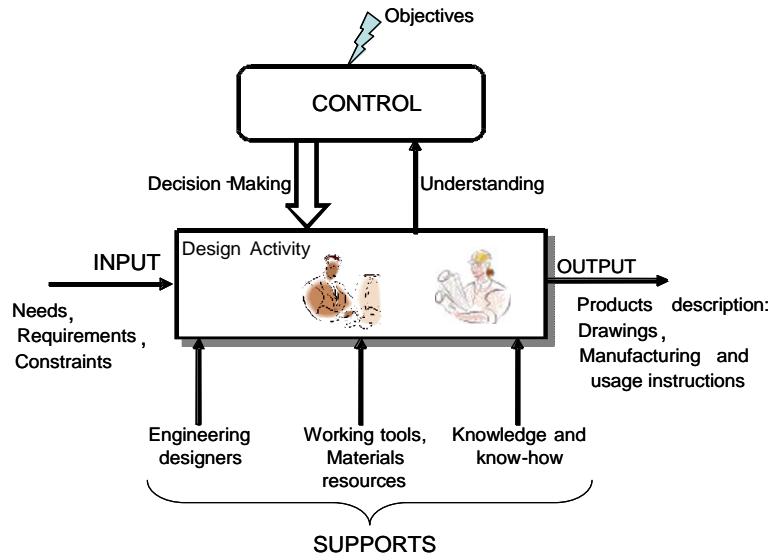 Objectives
CONTROL
Decision-Making
Understanding
Design Activity
INPUT
OUTPUT
Needs,
Requirements,
Constraints
Products description:
Drawings,
Manufacturing and
usage instructions
Engineering
designers
Working tools,
Materials
resources
Knowledge and
know-how
SUPPORTS